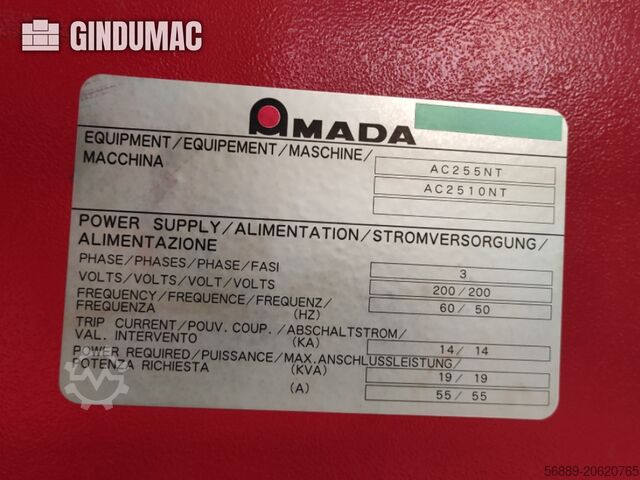 GINDUMAC
AMADA
EQUIPMENT/EQUIPEMENT/MASCHINE/
MACCHINA
AC255NT
AC2510NT
POWER SUPPLY/ALIMENTATION/STROMVERSORGUNG/
ALIMENTAZIONE
PHASE/PHASES/PHASE/FASI 3
VOLTS/VOLTS/VOLT/VOLTS 200/200
FREQUENCY/FREQUENCE/FREQUENZ/
FREQUENZA (HZ) 60/ 50
TRIP CURRENT/POUV. COUP. /ABSCHALTSTROM/
VAL. INTERVENTO (KA) 14/ 14
POWER REQUIRED/PUISSANCE/MAX.ANSCHLUSSLEISTUNG/
POTENZA RICHIESTA (KVA) 19/ 19
(A) 55/ 55
POWER
56889-20620765